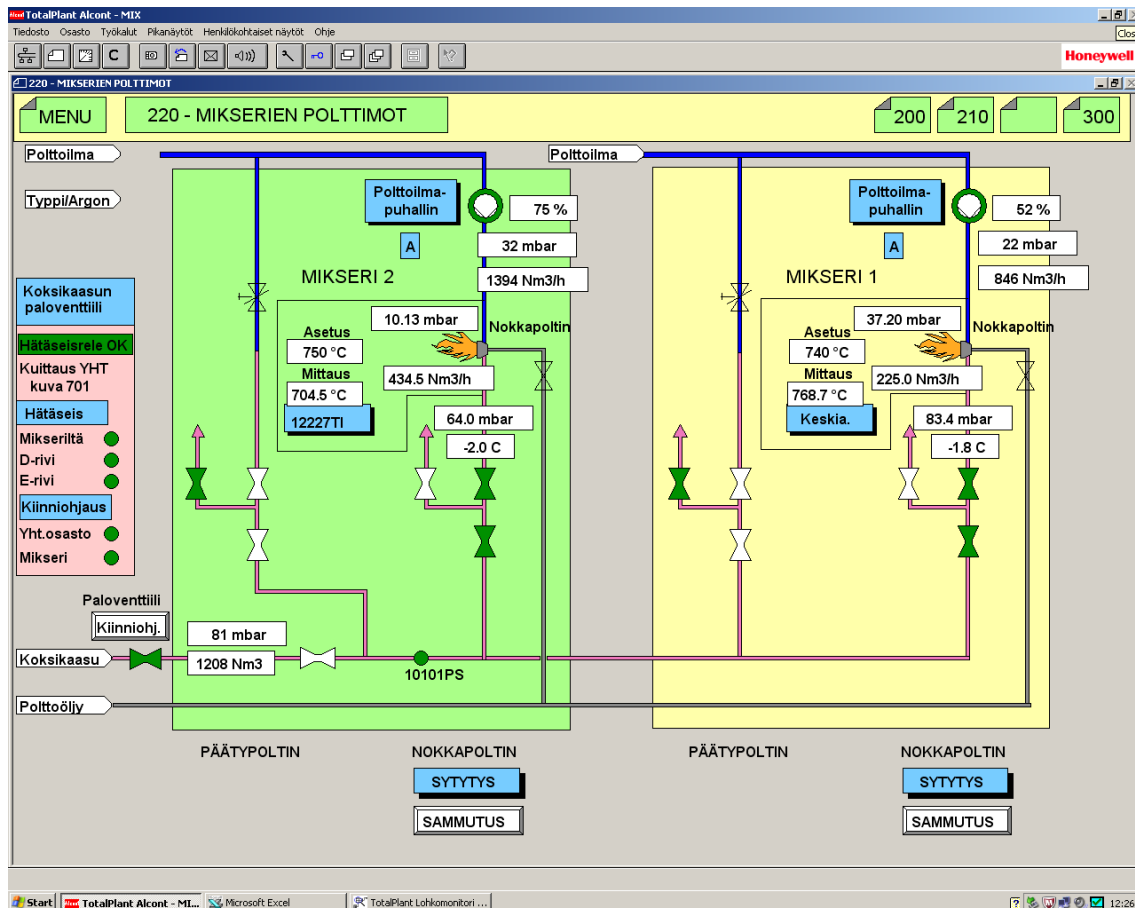 TotalPlant Alcont - MIX
Tiedosto Osasto Työkalut Pikanäytöt Henkilökohtaiset näytöt Ohje
Clos
C
Honeywell
220 - MIKSERIEN POLTTIMOT
MENU
220 - MIKSERIEN POLTTIMOT
200
210
300
Polttoilma
Polttoilma
Typpi/Argon
Polttoilma-
puhallin
75 %
A
32 mbar
1394 Nm3/h
MIKSERI 2
10.13 mbar
Nokkapoltin
Asetus
750 °C
Mittaus
704.5 °C
12227TI
434.5 Nm3/h
64.0 mbar
-2.0 C
Polttoilma-
puhallin
52 %
A
22 mbar
846 Nm3/h
MIKSERI 1
37.20 mbar
Nokkapoltin
Asetus
740 °C
Mittaus
768.7 °C
Keskia.
225.0 Nm3/h
83.4 mbar
-1.8 C
Koksikaasun
paloventtiili
Hätäseisrele OK
Kuittaus YHT
kuva 701
Hätäseis
Mikseriltä
D-rivi
E-rivi
Kiinniohjaus
Yht.osasto
Mikseri
Paloventtiili
Kiinniohj.
81 mbar
1208 Nm3
Koksikaasu
10101PS
Polttoöljy
PÄÄTYPOLTIN
NOKKAPOLTIN
SYTYTYS
SAMMUTUS
PÄÄTYPOLTIN
NOKKAPOLTIN
SYTYTYS
SAMMUTUS
Start
TotalPlant Alcont - MI...
Microsoft Excel
TotalPlant Lohkomonitori ...
12:26